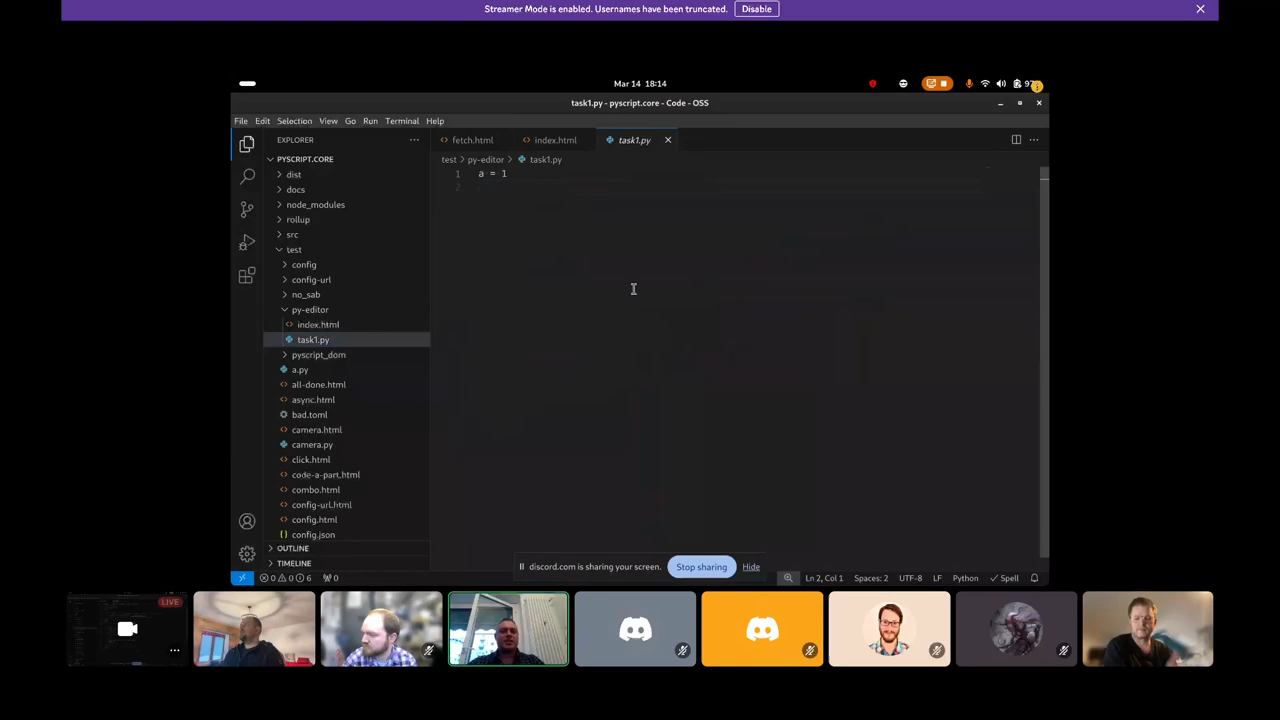 Streamer Mode is enabled. Usernames have been truncated. Disable
Mar 14 18:14
task1.py - pyscript.core - Code - OSS
File Edit Selection View Go Run Terminal Help
EXPLORER
fetch.html
index.html
task1.py
PYSCRIPT.CORE
test > py-editor > task1.py
1 a = 1
2
dist
docs
node_modules
rollup
src
test
config
config-url
no_sab
py-editor
index.html
task1.py
pyscript_dom
a.py
all-done.html
async.html
bad.toml
camera.html
camera.py
click.html
code-a-part.html
combo.html
config-url.html
config.html
config.json
OUTLINE
TIMELINE
discord.com is sharing your screen. Stop sharing Hide
0 0 6 0
Ln 2, Col 1 Spaces: 2 UTF-8 LF Python Spell
LIVE